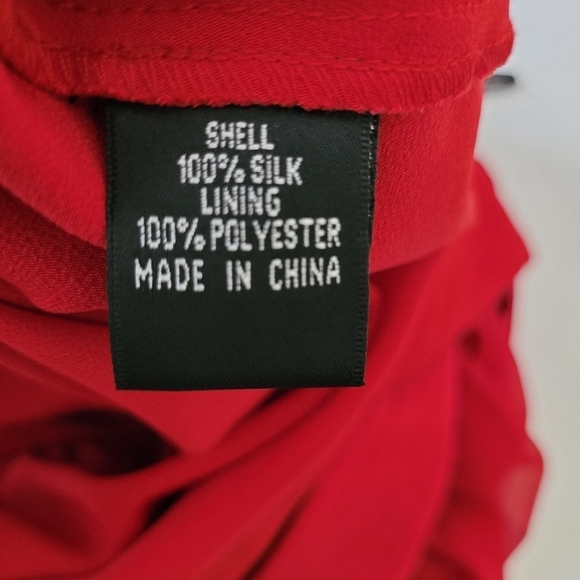 SHELL
100% SILK
LINING
100% POLYESTER
MADE IN CHINA